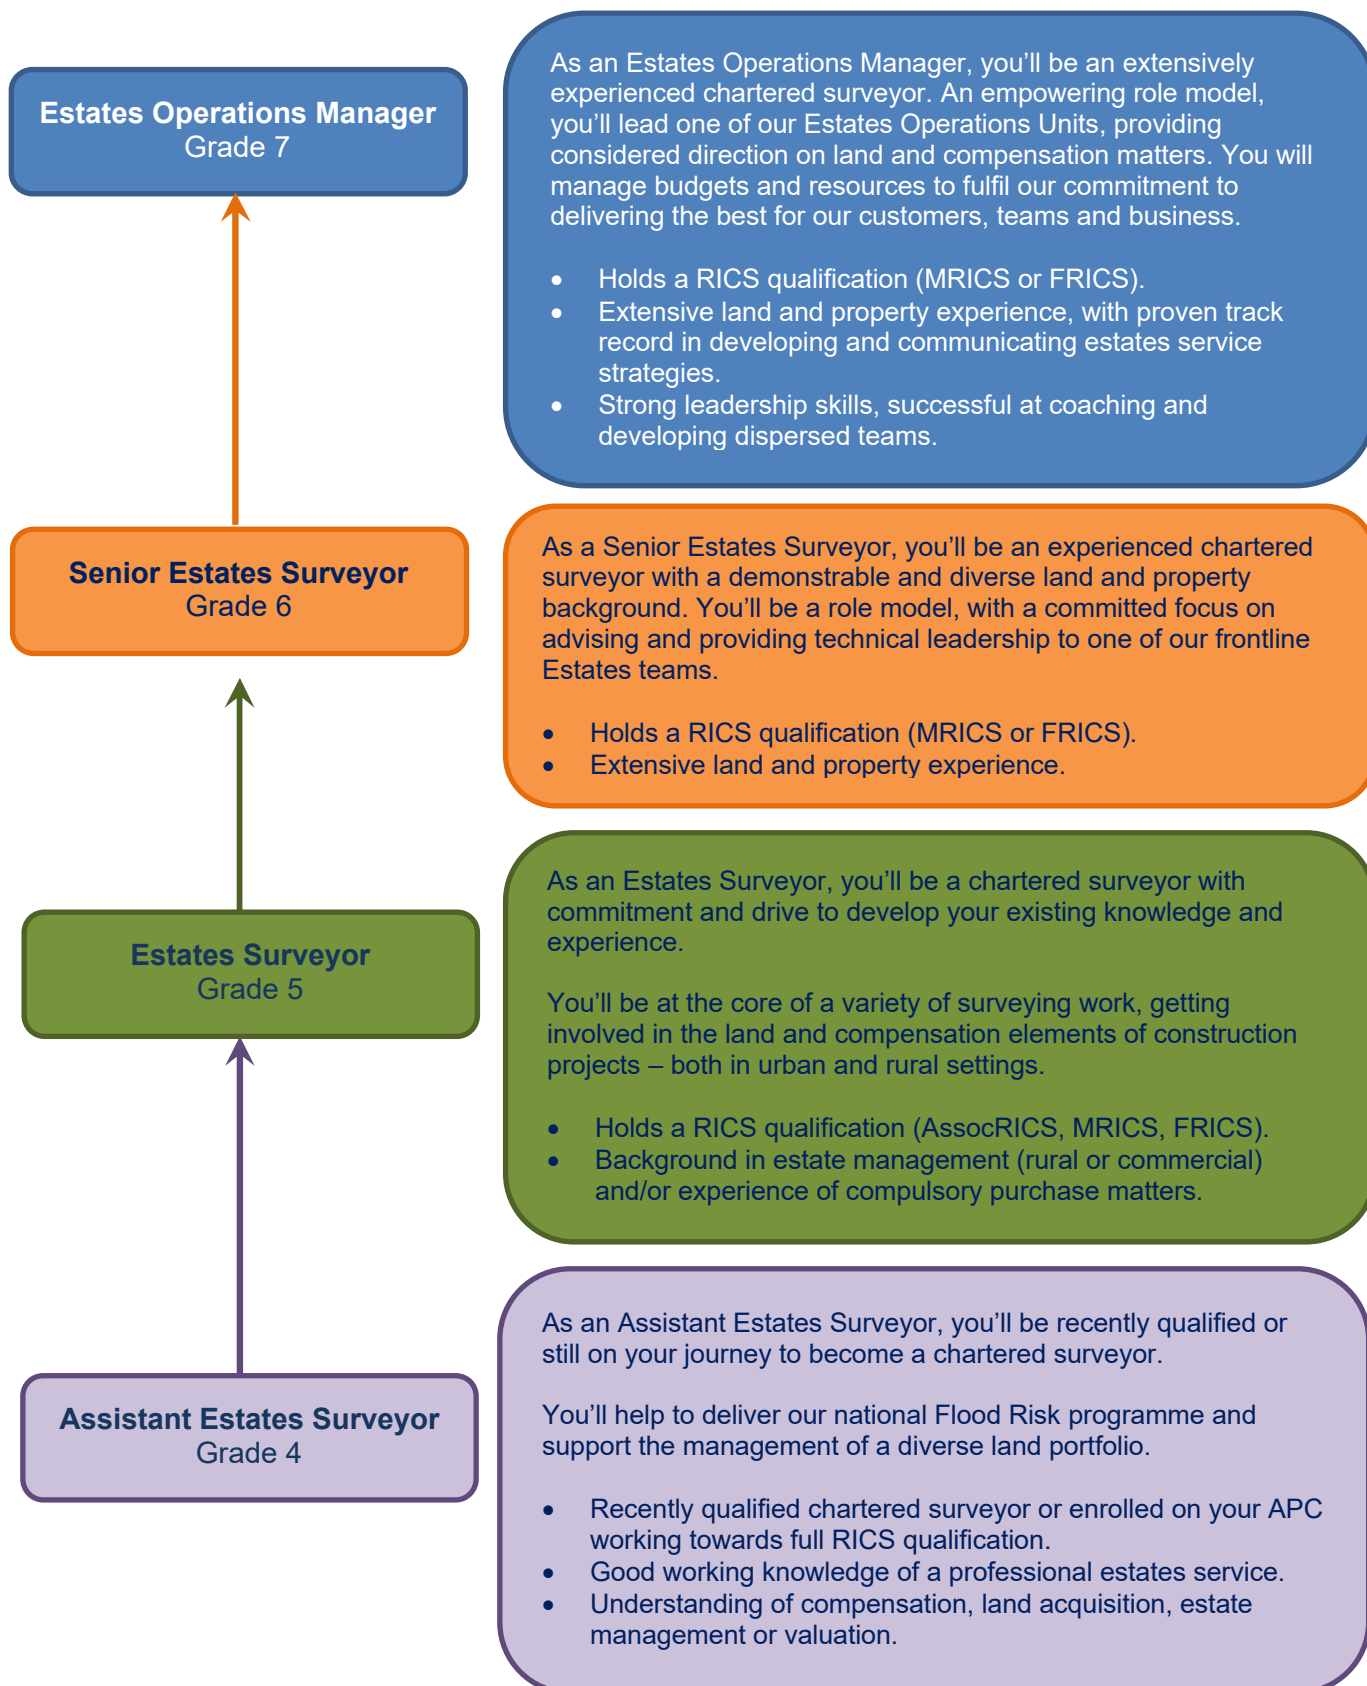 Estates Operations Manager
Grade 7
As an Estates Operations Manager, you’ll be an extensively
experienced chartered surveyor. An empowering role model,
you’ll lead one of our Estates Operations Units, providing
considered direction on land and compensation matters. You will
manage budgets and resources to fulfil our commitment to
delivering the best for our customers, teams and business.
• Holds a RICS qualification (MRICS or FRICS).
• Extensive land and property experience, with proven track
record in developing and communicating estates service
strategies.
• Strong leadership skills, successful at coaching and
developing dispersed teams.
Senior Estates Surveyor
Grade 6
As a Senior Estates Surveyor, you’ll be an experienced chartered
surveyor with a demonstrable and diverse land and property
background. You’ll be a role model, with a committed focus on
advising and providing technical leadership to one of our frontline
Estates teams.
• Holds a RICS qualification (MRICS or FRICS).
• Extensive land and property experience.
Estates Surveyor
Grade 5
As an Estates Surveyor, you’ll be a chartered surveyor with
commitment and drive to develop your existing knowledge and
experience.
You’ll be at the core of a variety of surveying work, getting
involved in the land and compensation elements of construction
projects – both in urban and rural settings.
• Holds a RICS qualification (AssocRICS, MRICS, FRICS).
• Background in estate management (rural or commercial)
and/or experience of compulsory purchase matters.
Assistant Estates Surveyor
Grade 4
As an Assistant Estates Surveyor, you’ll be recently qualified or
still on your journey to become a chartered surveyor.
You’ll help to deliver our national Flood Risk programme and
support the management of a diverse land portfolio.
• Recently qualified chartered surveyor or enrolled on your APC
working towards full RICS qualification.
• Good working knowledge of a professional estates service.
• Understanding of compensation, land acquisition, estate
management or valuation.